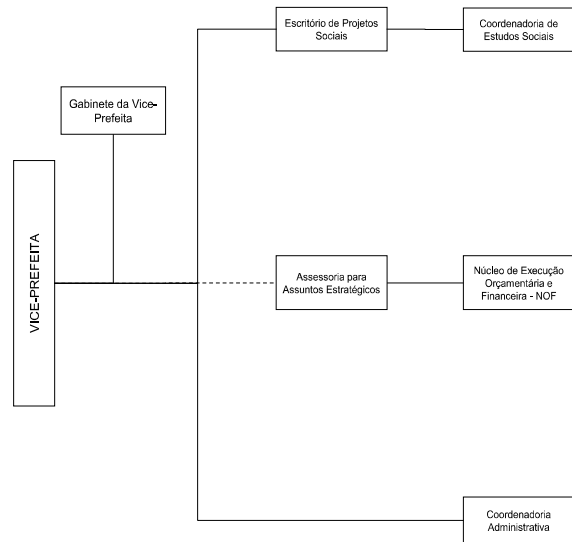 Escritório de Projetos
Sociais
Coordenadoria de
Estudos Sociais
Gabinete da Vice-
Prefeita
VICE-PREFEITA
Assessoria para
Assuntos Estratégicos
Núcleo de Execução
Orçamentária e
Financeira - NOF
Coordenadoria
Administrativa